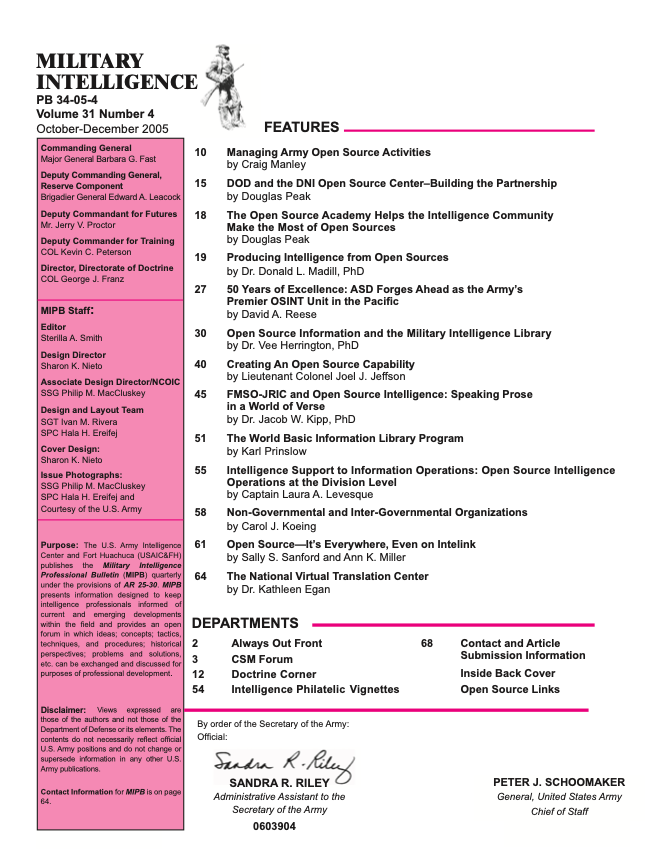 MILITARY
INTELLIGENCE
PB 34-05-4
Volume 31 Number 4
October-December 2005
Commanding General
Major General Barbara G. Fast
Deputy Commanding General,
Reserve Component
Brigadier General Edward A. Leacock
Deputy Commandant for Futures
Mr. Jerry V. Proctor
Deputy Commander for Training
COL Kevin C. Peterson
Director, Directorate of Doctrine
COL George J. Franz
MIPB Staff:
Editor
Sterilla A. Smith
Design Director
Sharon K. Nieto
Associate Design Director/NCOIC
SSG Philip M. MacCluskey
Design and Layout Team
SGT Ivan M. Rivera
SPC Hala H. Ereifej
Cover Design:
Sharon K. Nieto
Issue Photographs:
SSG Philip M. MacCluskey
SPC Hala H. Ereifej and
Courtesy of the U.S. Army
Purpose: The U.S. Army Intelligence
Center and Fort Huachuca (USAIC&FH)
publishes the Military Intelligence
Professional Bulletin (MIPB) quarterly
under the provisions of AR 25-30. MIPB
presents information designed to keep
intelligence professionals informed of
current and emerging developments
within the field and provides an open
forum in which ideas; concepts; tactics,
techniques, and procedures; historical
perspectives; problems and solutions,
etc. can be exchanged and discussed for
purposes of professional development.
Disclaimer: Views expressed are
those of the authors and not those of the
Department of Defense or its elements. The
contents do not necessarily reflect official
U.S. Army positions and do not change or
supersede information in any other U.S.
Army publications.
Contact Information for MIPB is on page
64.
FEATURES
10 Managing Army Open Source Activities
by Craig Manley
15 DOD and the DNI Open Source Center–Building the Partnership
by Douglas Peak
18 The Open Source Academy Helps the Intelligence Community
Make the Most of Open Sources
by Douglas Peak
19 Producing Intelligence from Open Sources
by Dr. Donald L. Madill, PhD
27 50 Years of Excellence: ASD Forges Ahead as the Army's
Premier OSINT Unit in the Pacific
by David A. Reese
30 Open Source Information and the Military Intelligence Library
by Dr. Vee Herrington, PhD
40 Creating An Open Source Capability
by Lieutenant Colonel Joel J. Jeffson
45 FMSO-JRIC and Open Source Intelligence: Speaking Prose
in a World of Verse
by Dr. Jacob W. Kipp, PhD
51 The World Basic Information Library Program
by Karl Prinslow
55 Intelligence Support to Information Operations: Open Source Intelligence
Operations at the Division Level
by Captain Laura A. Levesque
58 Non-Governmental and Inter-Governmental Organizations
by Carol J. Koeing
61 Open Source—It's Everywhere, Even on Intelink
by Sally S. Sanford and Ann K. Miller
64 The National Virtual Translation Center
by Dr. Kathleen Egan
DEPARTMENTS
2 Always Out Front
3 CSM Forum
12 Doctrine Corner
54 Intelligence Philatelic Vignettes
68 Contact and Article
Submission Information
Inside Back Cover
Open Source Links
By order of the Secretary of the Army:
Official:
Sandra R. Riley
SANDRA R. RILEY
Administrative Assistant to the
Secretary of the Army
0603904
PETER J. SCHOOMAKER
General, United States Army
Chief of Staff